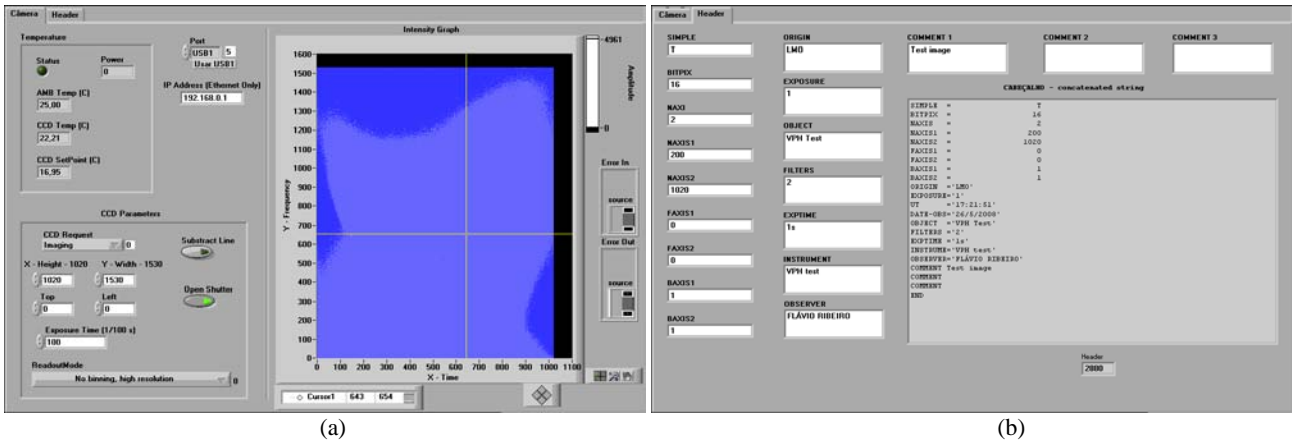 Câmera Header
Temperature
Status
Power
0
AMB Temp (C)
25,00
CCD Temp (C)
22,21
CCD SetPoint (C)
16,95
Port
USB1 5
Usar USB1
IP Address (Ethernet Only)
192.168.0.1
CCD Parameters
CCD Request
Imaging 0
Substract Line
X - Height - 1020 Y - Width - 1530
1020 1530
Top Left
0 0
Open Shutter
Exposure Time (1/100 s)
100
ReadoutMode
No binning, high resolution 0
Intensity Graph
Y - Frequency
1600
1500
1400
1300
1200
1100
1000
900
800
700
600
500
400
300
200
100
0
0 100 200 300 400 500 600 700 800 900 1000 1100
X - Time
4961
0
Amplitude
Error In
source
Error Out
source
Cursor1 643 654
(a)
Câmera Header
SIMPLE
T
BITPIX
16
NAXI
2
NAXIS1
200
NAXIS2
1020
FAXIS1
0
FAXIS2
0
BAXIS1
1
BAXIS2
1
ORIGIN
LMO
EXPOSURE
1
OBJECT
VPH Test
FILTERS
2
EXPTIME
1s
INSTRUMENT
VPH test
OBSERVER
FLÁVIO RIBEIRO
COMMENT 1 COMMENT 2 COMMENT 3
Test image
CABEÇALHO - concatenated string
SIMPLE = T
BITPIX = 16
NAXIS = 2
NAXIS1 = 200
NAXIS2 = 1020
FAXIS1 = 0
FAXIS2 = 0
BAXIS1 = 1
BAXIS2 = 1
ORIGIN ='LMO'
EXPOSURE='1'
UT ='17:21:51'
DATE-OBS='26/5/2008'
OBJECT ='VPH Test'
FILTERS ='2'
EXPTIME ='1s'
INSTRUME='VPH test'
OBSERVER='FLÁVIO RIBEIRO'
COMMENT Test image
COMMENT
COMMENT
END
Header
2880
(b)